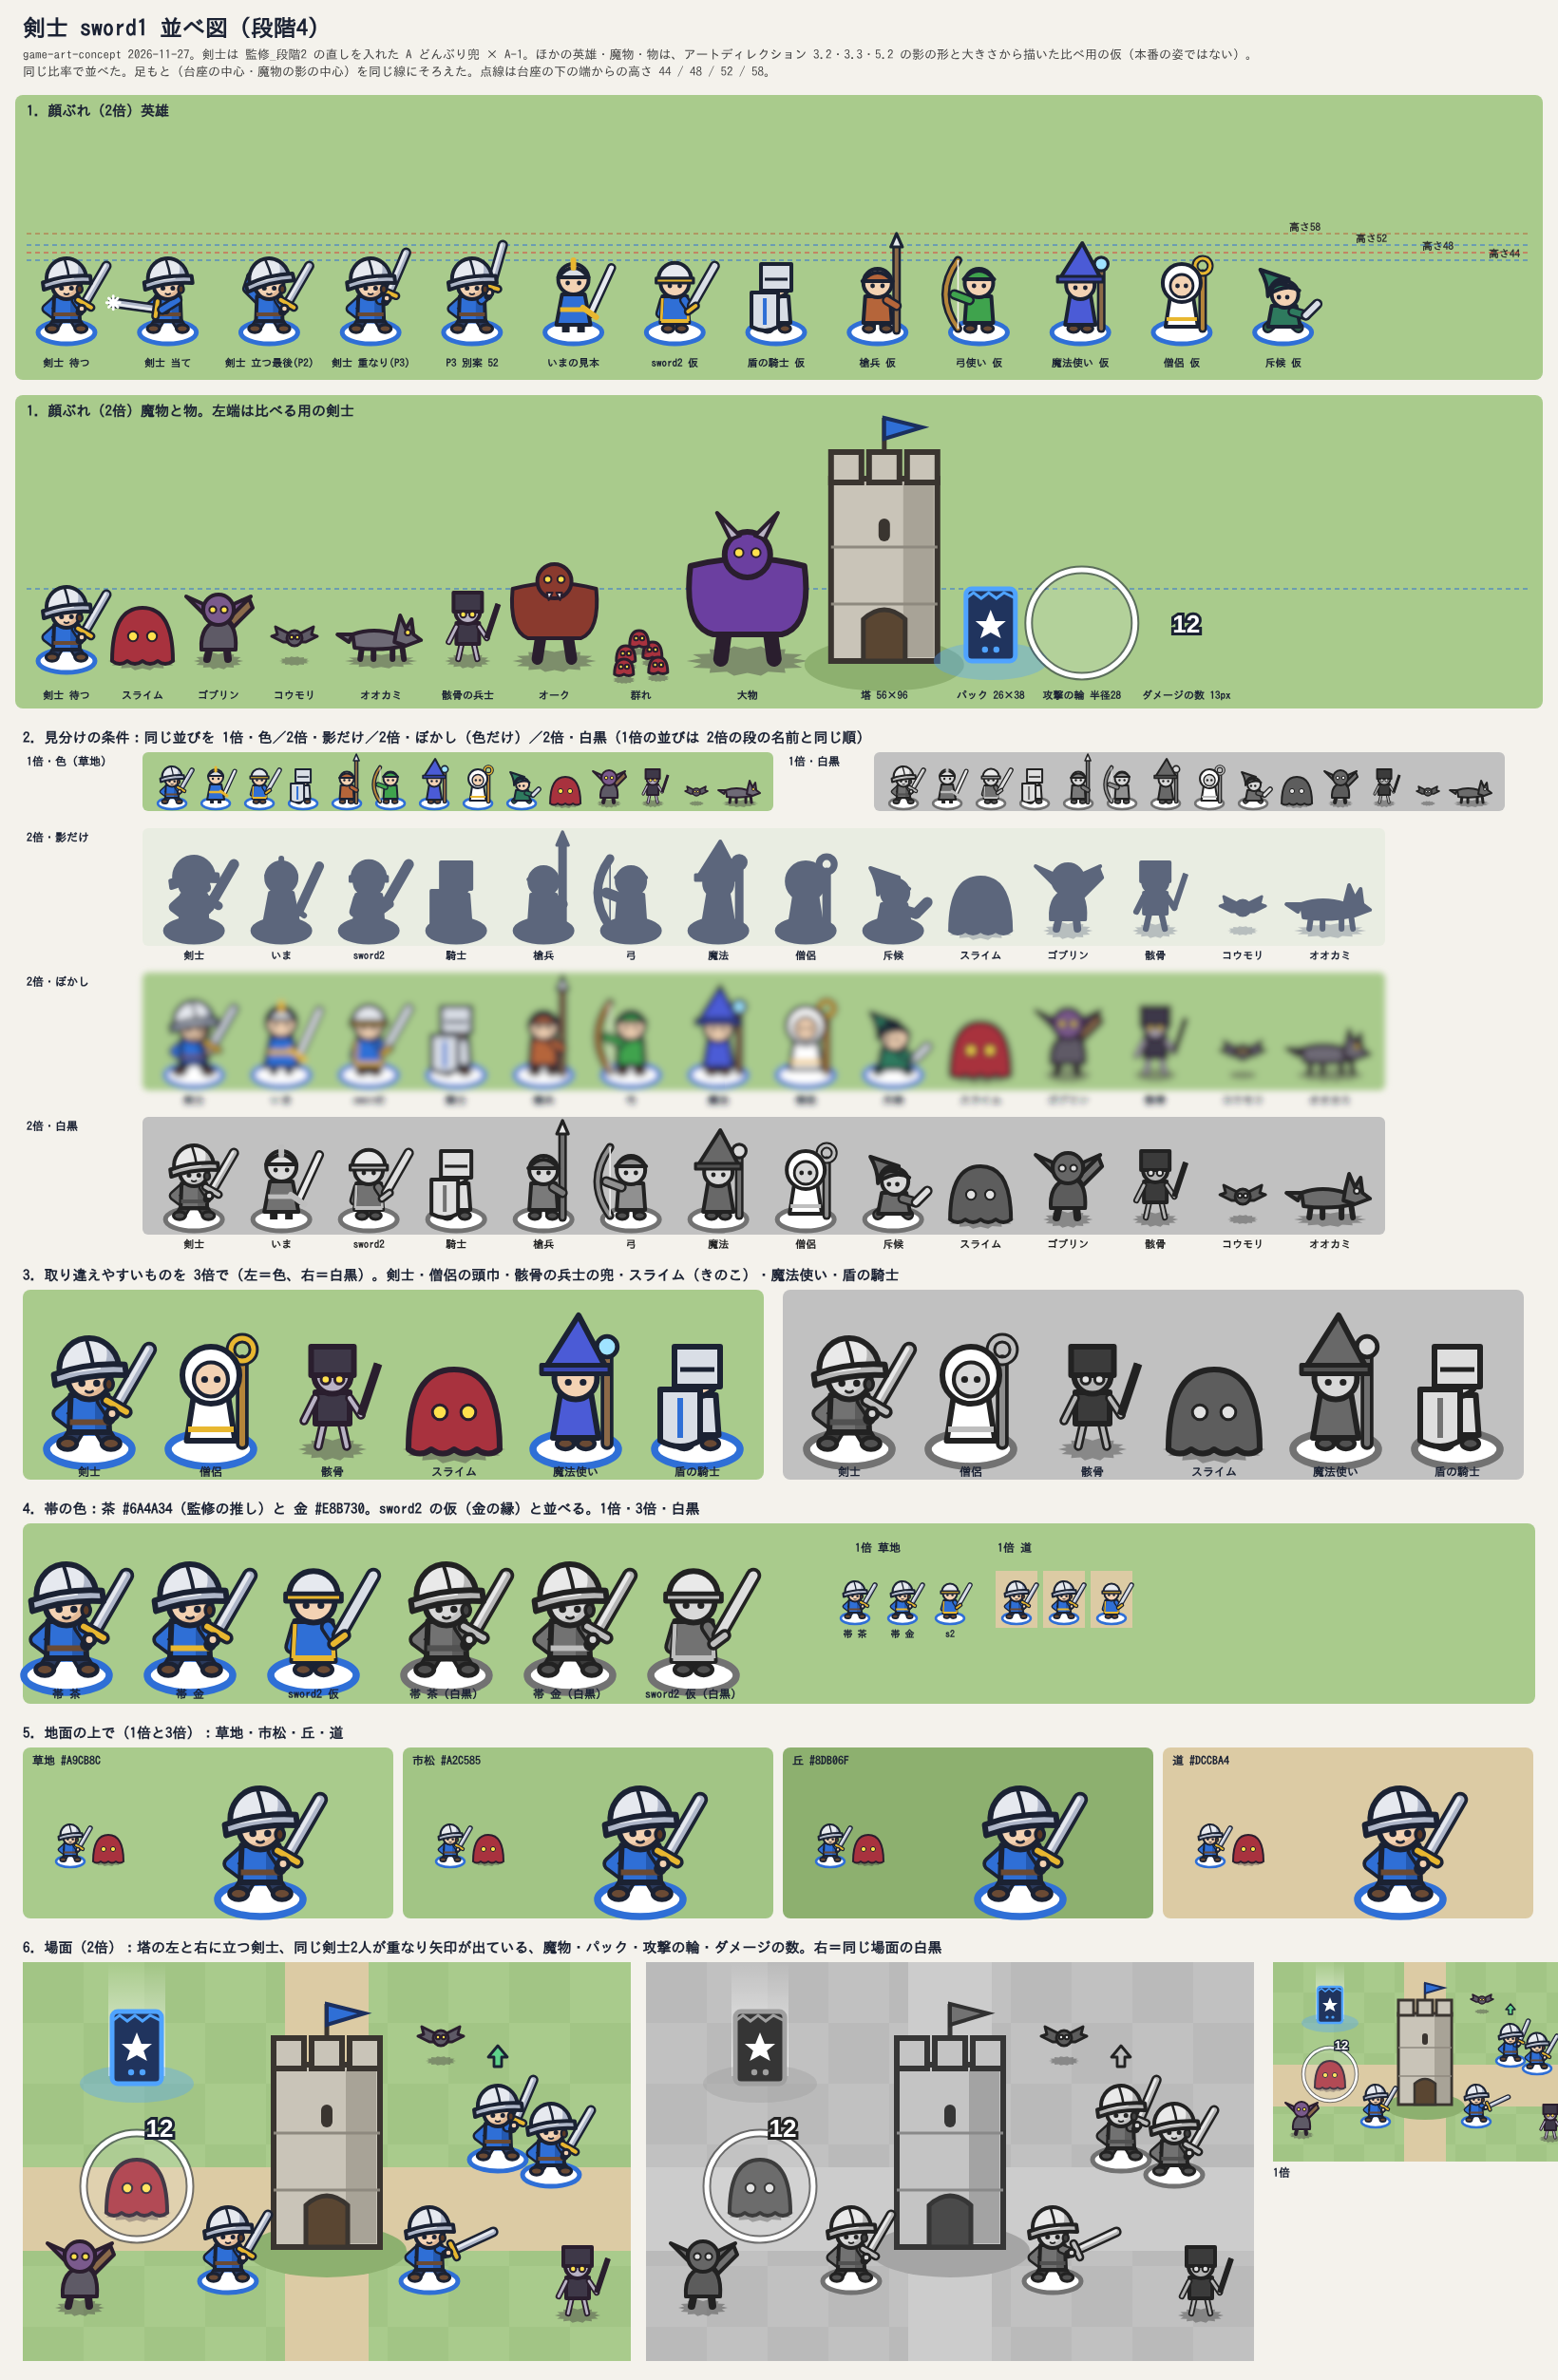 剣士 sword1 並べ図（段階4）
game-art-concept 2026-11-27。剣士は 監修_段階2 の直しを入れた A どんぶり兜 × A-1。ほかの英雄・魔物・物は、アートディレクション 3.2・3.3・5.2 の影の形と大きさから描いた比べ用の仮（本番の姿ではない）。
同じ比率で並べた。足もと（台座の中心・魔物の影の中心）を同じ線にそろえた。点線は台座の下の端からの高さ 44 / 48 / 52 / 58。
1. 顔ぶれ（2倍）英雄
高さ58
高さ52
高さ48
高さ44
剣士 待つ
剣士 当て
剣士 立つ最後(P2)
剣士 重なり(P3)
P3 別案 52
いまの見本
sword2 仮
盾の騎士 仮
槍兵 仮
弓使い 仮
魔法使い 仮
僧侶 仮
斥候 仮
1. 顔ぶれ（2倍）魔物と物。左端は比べる用の剣士
12
剣士 待つ
スライム
ゴブリン
コウモリ
オオカミ
骸骨の兵士
オーク
群れ
大物
塔 56×96
パック 26×38
攻撃の輪 半径28
ダメージの数 13px
2. 見分けの条件：同じ並びを 1倍・色／2倍・影だけ／2倍・ぼかし（色だけ）／2倍・白黒（1倍の並びは 2倍の段の名前と同じ順）
1倍・色（草地）
1倍・白黒
2倍・影だけ
剣士
いま
sword2
騎士
槍兵
弓
魔法
僧侶
斥候
スライム
ゴブリン
骸骨
コウモリ
オオカミ
2倍・ぼかし
2倍・白黒
剣士
いま
sword2
騎士
槍兵
弓
魔法
僧侶
斥候
スライム
ゴブリン
骸骨
コウモリ
オオカミ
3. 取り違えやすいものを 3倍で（左＝色、右＝白黒）。剣士・僧侶の頭巾・骸骨の兵士の兜・スライム（きのこ）・魔法使い・盾の騎士
剣士
僧侶
骸骨
スライム
魔法使い
盾の騎士
剣士
僧侶
骸骨
スライム
魔法使い
盾の騎士
4. 帯の色：茶 #6A4A34（監修の推し）と 金 #E8B730。sword2 の仮（金の縁）と並べる。1倍・3倍・白黒
1倍 草地
1倍 道
帯 茶
帯 金
s2
帯 茶
帯 金
sword2 仮
帯 茶（白黒）
帯 金（白黒）
sword2 仮（白黒）
5. 地面の上で（1倍と3倍）：草地・市松・丘・道
草地 #A9CB8C
市松 #A2C585
丘 #8DB06F
道 #DCCBA4
6. 場面（2倍）：塔の左と右に立つ剣士、同じ剣士2人が重なり矢印が出ている、魔物・パック・攻撃の輪・ダメージの数。右＝同じ場面の白黒
12
12
12
1倍